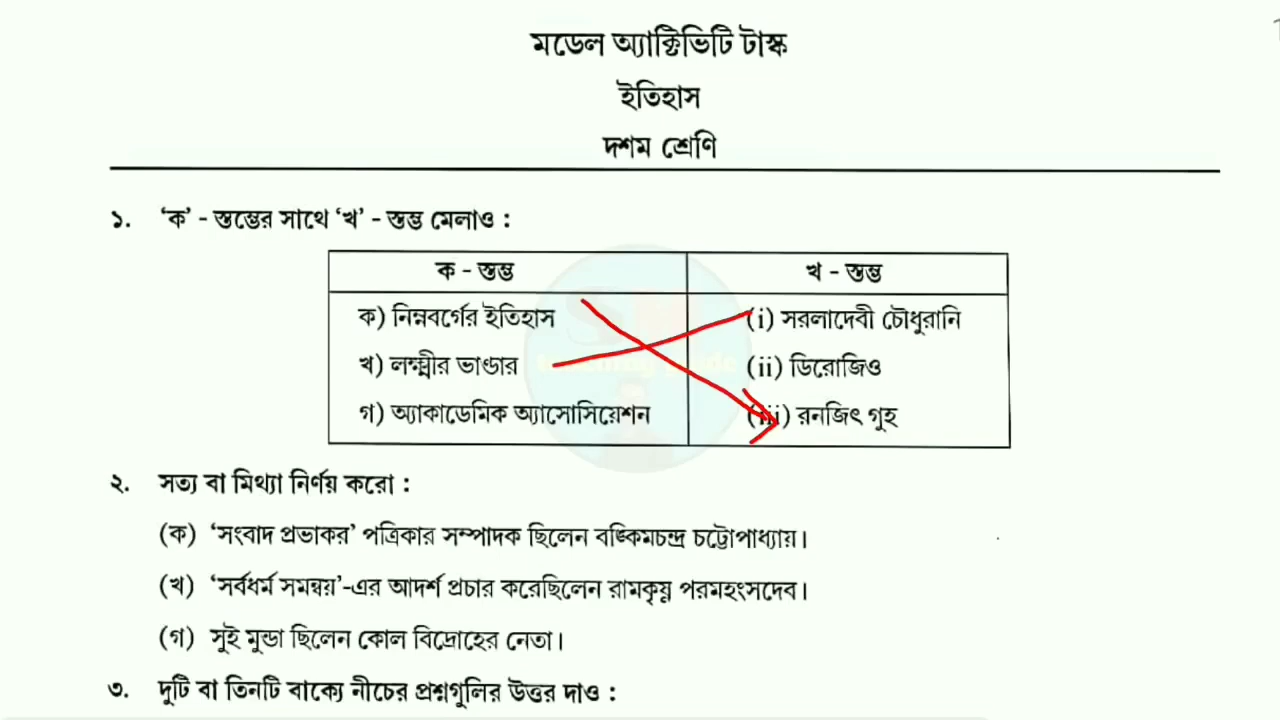 মডেল অ্যাক্টিভিটি টাস্ক
ইতিহাস
দশম শ্রেণি
১. ‘ক’ - স্তম্ভের সাথে ‘খ’ - স্তম্ভ মেলাও :
ক - স্তম্ভ খ - স্তম্ভ
ক) নিম্নবর্গের ইতিহাস (i) সরলাদেবী চৌধুরানি
খ) লক্ষ্মীর ভাণ্ডার (ii) ডিরোজিও
গ) অ্যাকাডেমিক অ্যাসোসিয়েশন (iii) রনজিৎ গুহ
২. সত্য বা মিথ্যা নির্ণয় করো :
(ক) ‘সংবাদ প্রভাকর’ পত্রিকার সম্পাদক ছিলেন বঙ্কিমচন্দ্র চট্টোপাধ্যায়।
(খ) ‘সর্বধর্ম সমন্বয়’-এর আদর্শ প্রচার করেছিলেন রামকৃষ্ণ পরমহংসদেব।
(গ) সুই মুন্ডা ছিলেন কোল বিদ্রোহের নেতা।
৩. দুটি বা তিনটি বাক্যে নীচের প্রশ্নগুলির উত্তর দাও :